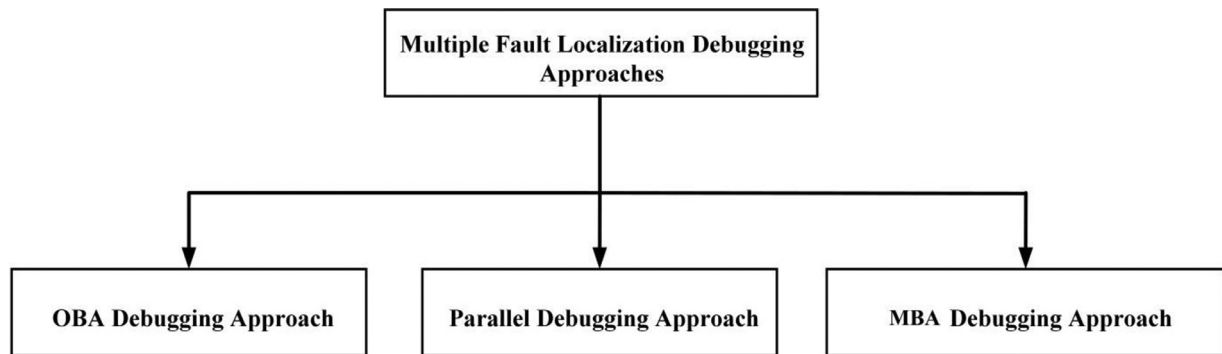 Multiple Fault Localization Debugging
Approaches
OBA Debugging Approach
Parallel Debugging Approach
MBA Debugging Approach